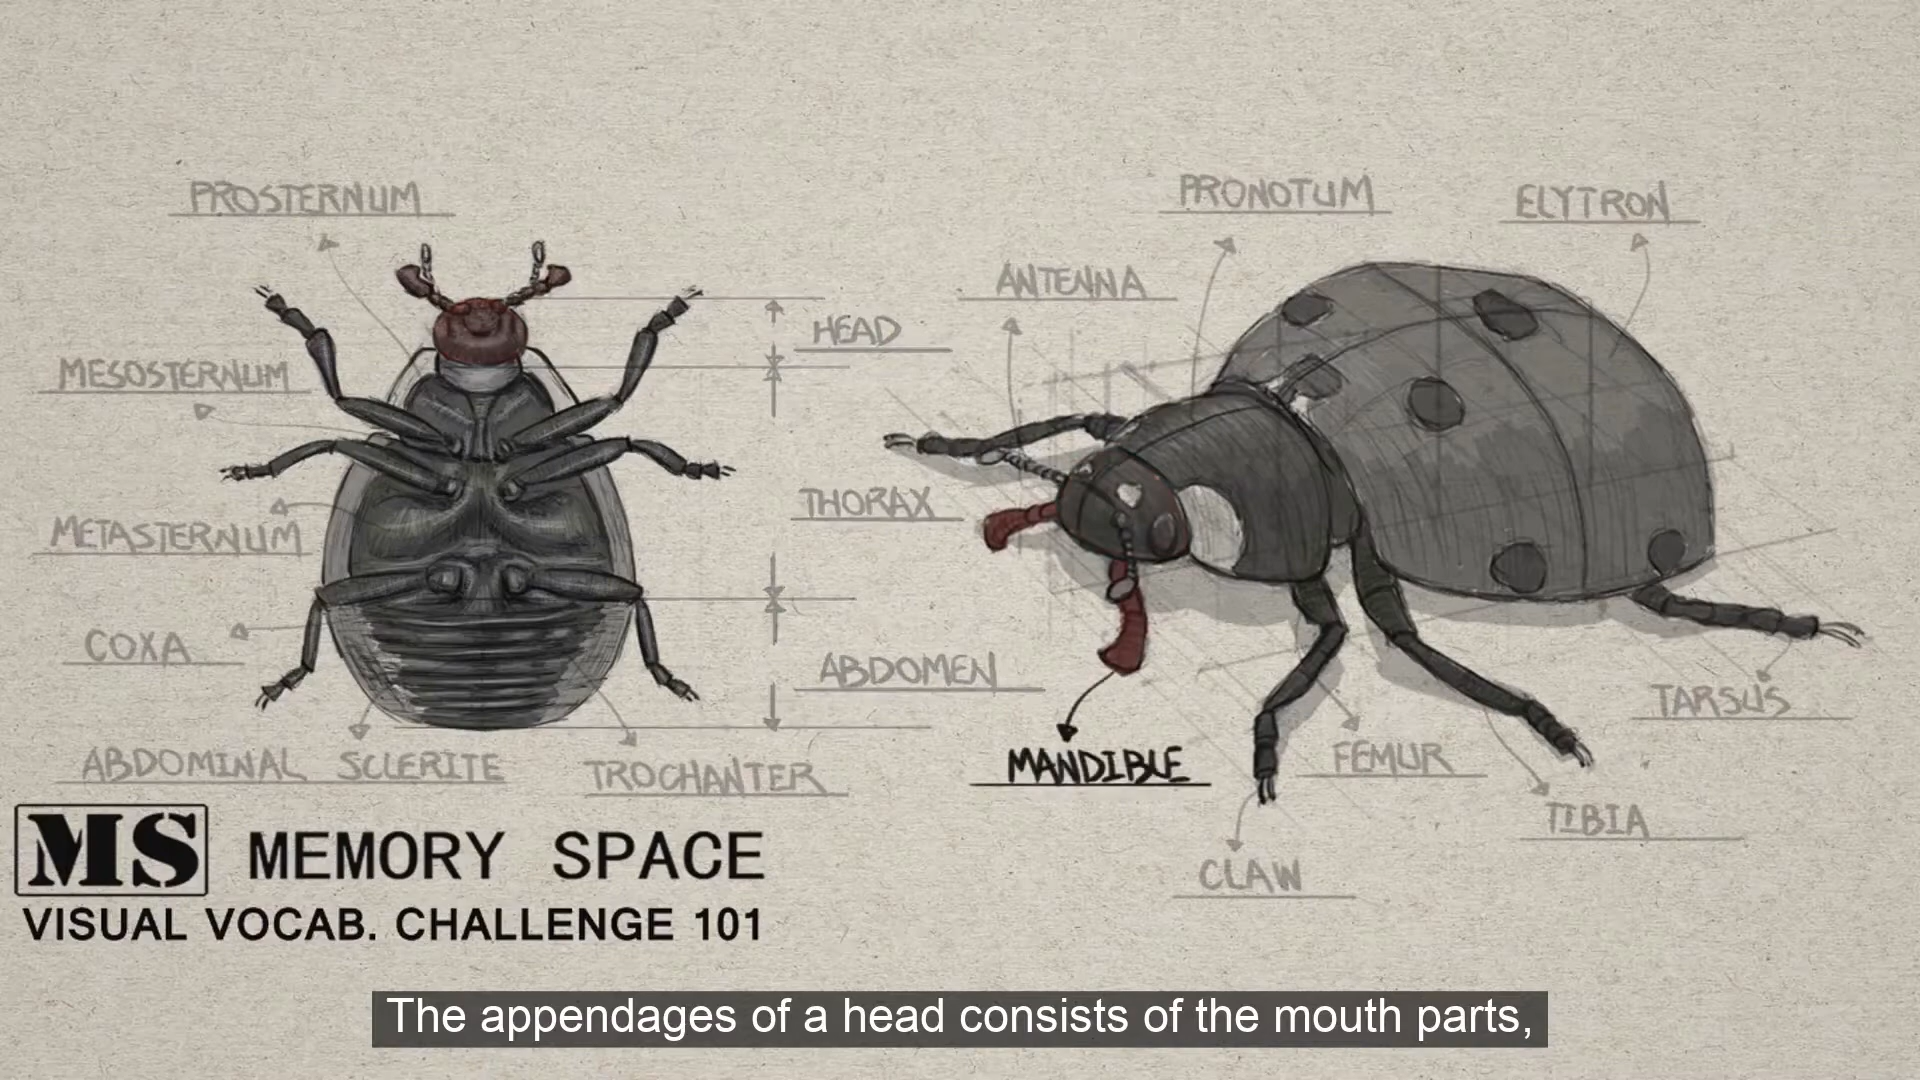 PROSTERNUM
PRONOTUM
ELYTRON
ANTENNA
HEAD
MESOSTERNUM
THORAX
METASTERNUM
COXA
ABDOMEN
TARSUS
ABDOMINAL SCLERITE
TROCHANTER
MANDIBLE
FEMUR
TIBIA
CLAW
MS MEMORY SPACE
VISUAL VOCAB. CHALLENGE 101
The appendages of a head consists of the mouth parts,